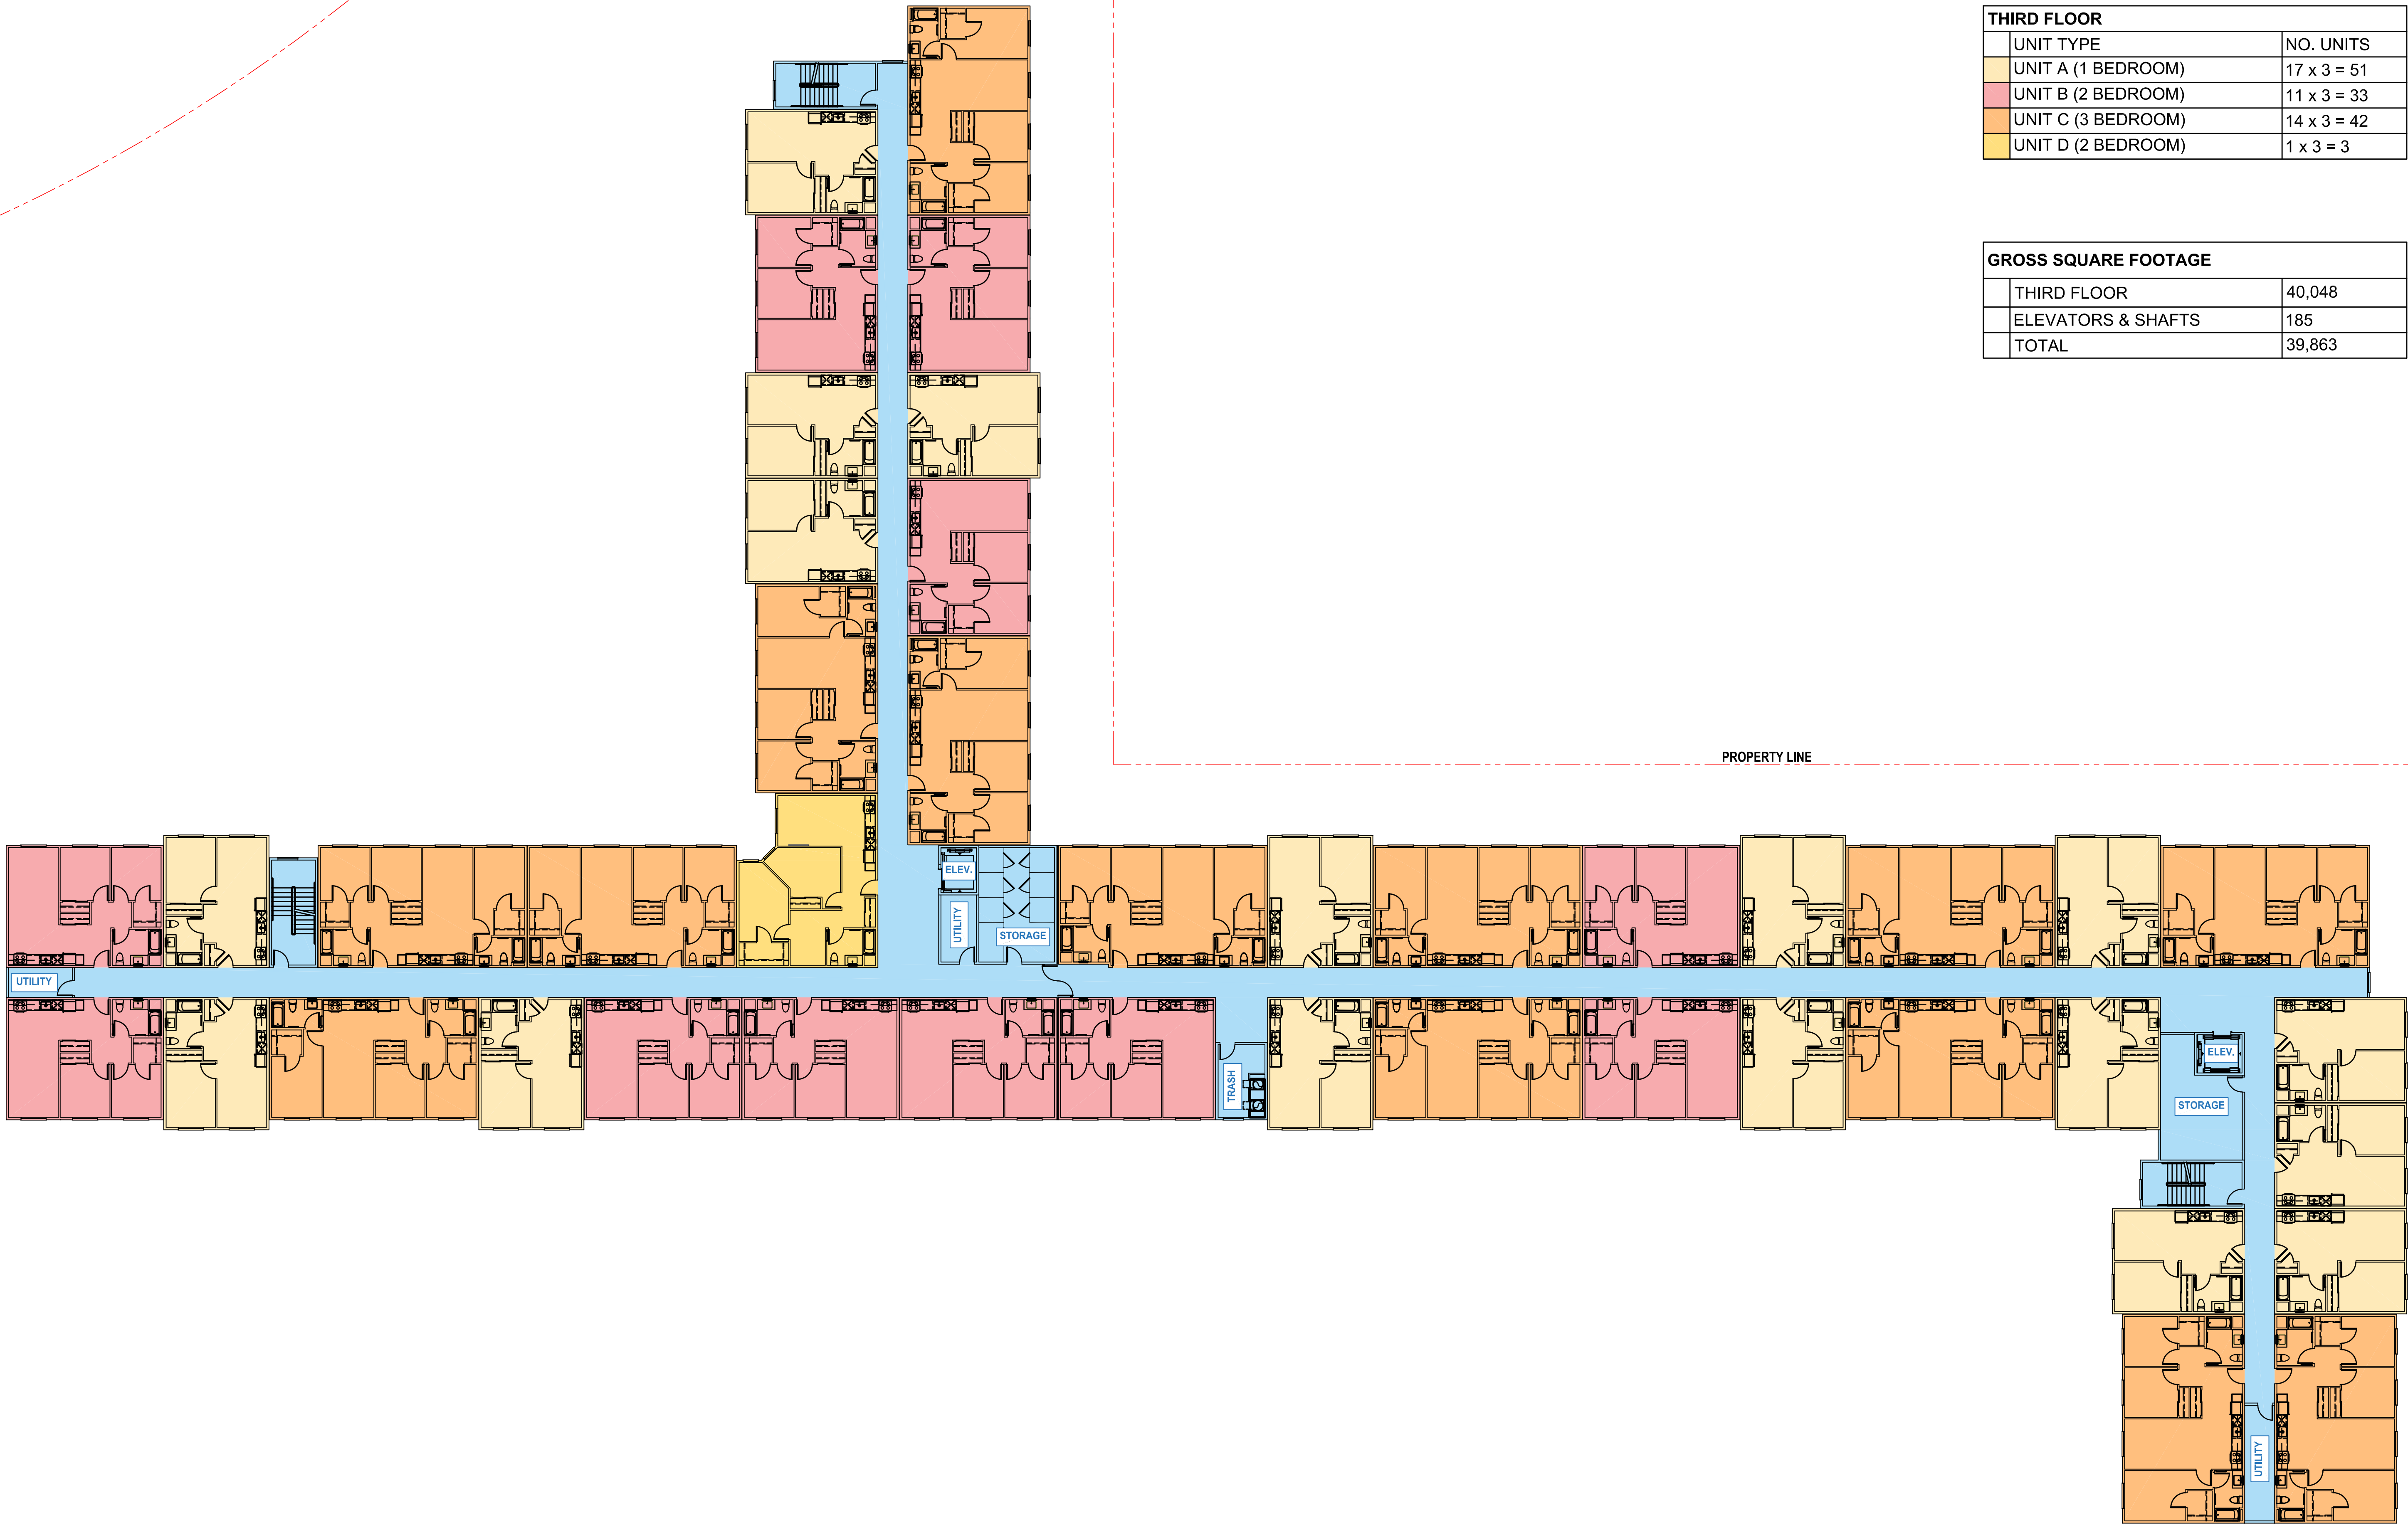 THIRD FLOOR
UNIT TYPE NO. UNITS
UNIT A (1 BEDROOM) 17 x 3 = 51
UNIT B (2 BEDROOM) 11 x 3 = 33
UNIT C (3 BEDROOM) 14 x 3 = 42
UNIT D (2 BEDROOM) 1 x 3 = 3
GROSS SQUARE FOOTAGE
THIRD FLOOR 40,048
ELEVATORS & SHAFTS 185
TOTAL 39,863
PROPERTY LINE
ELEV.
UTILITY
STORAGE
UTILITY
TRASH
ELEV.
STORAGE
UTILITY